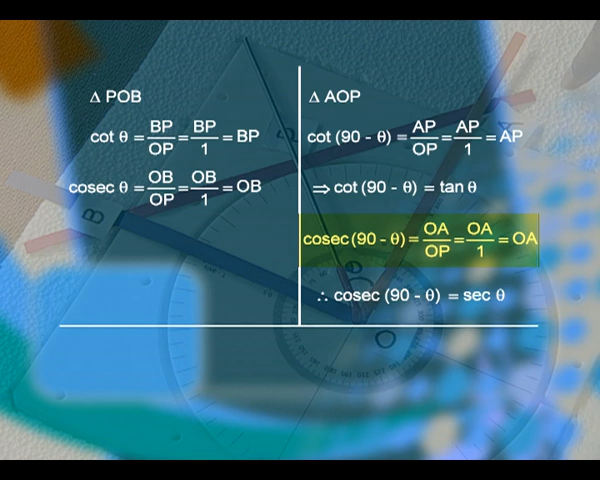 Δ POB
cot θ = BP/OP = BP/1 = BP
cosec θ = OB/OP = OB/1 = OB
Δ AOP
cot (90 - θ) = AP/OP = AP/1 = AP
⇒ cot (90 - θ) = tan θ
cosec (90 - θ) = OA/OP = OA/1 = OA
∴ cosec (90 - θ) = sec θ
B
O